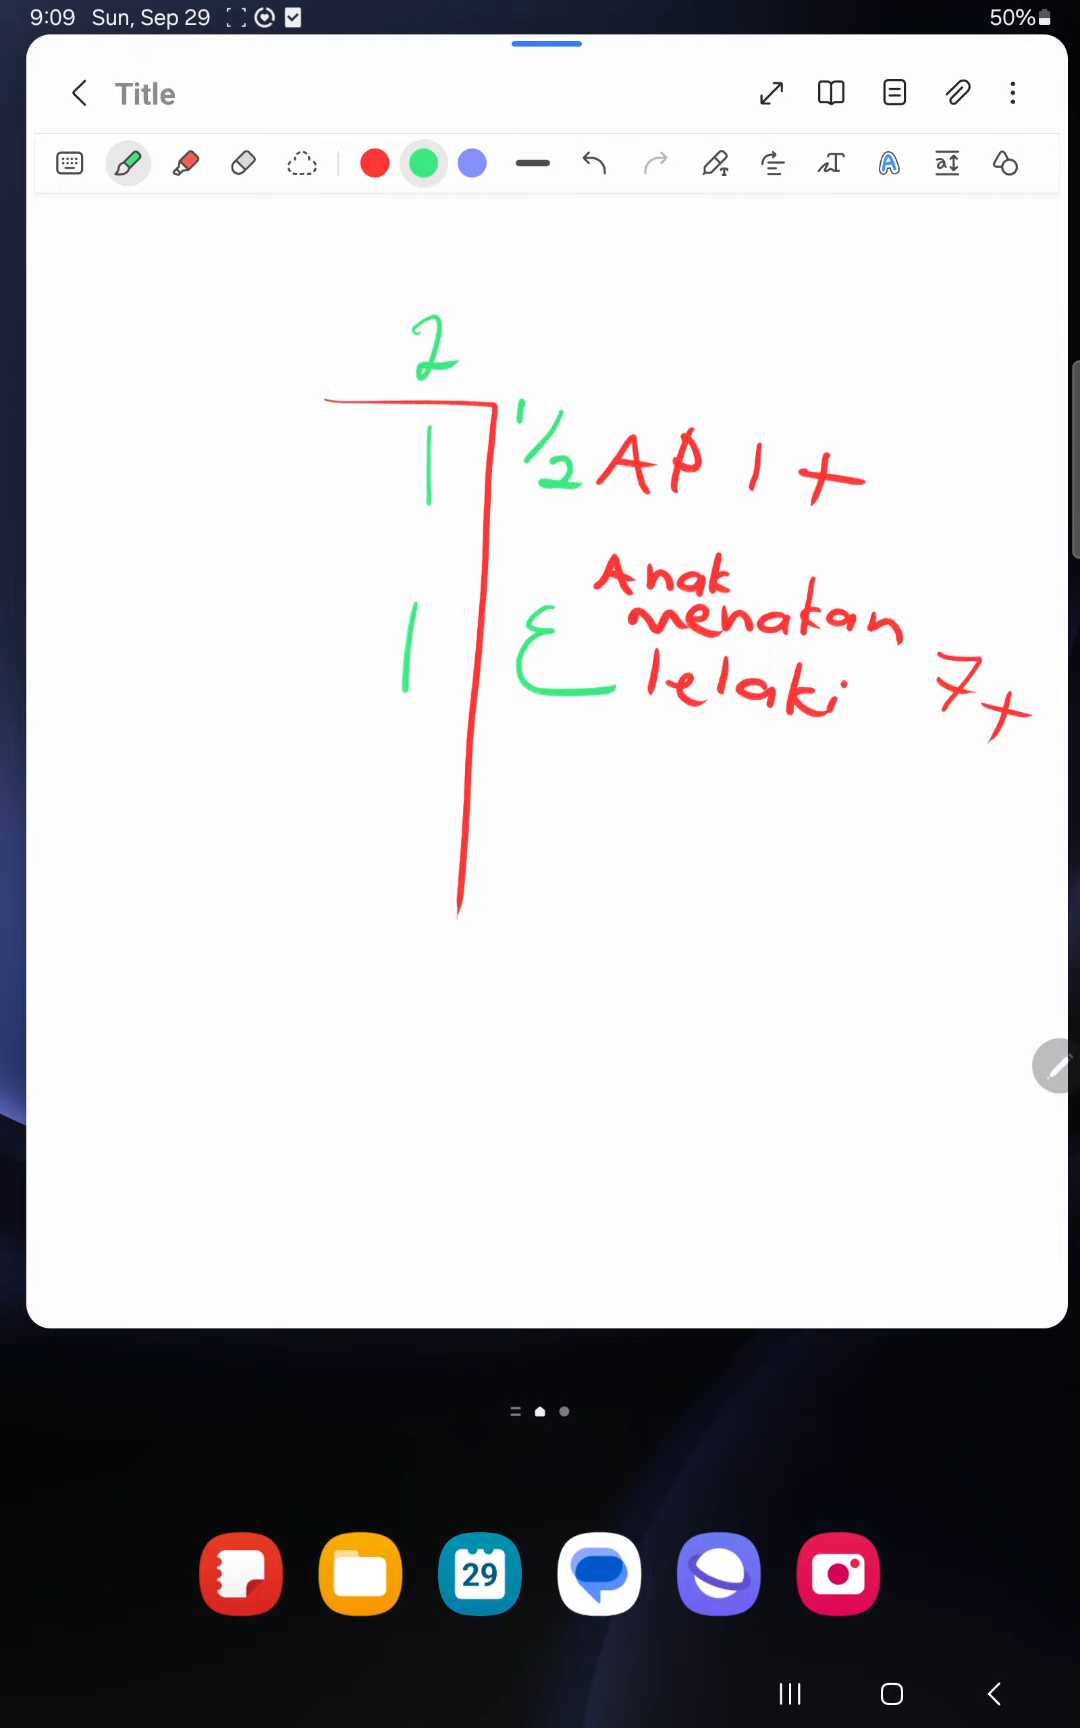 9:09 Sun, Sep 29
50%
Title
2
1 1/2 AP 1+
Anak
menakan
1 ع lelaki 7+
29